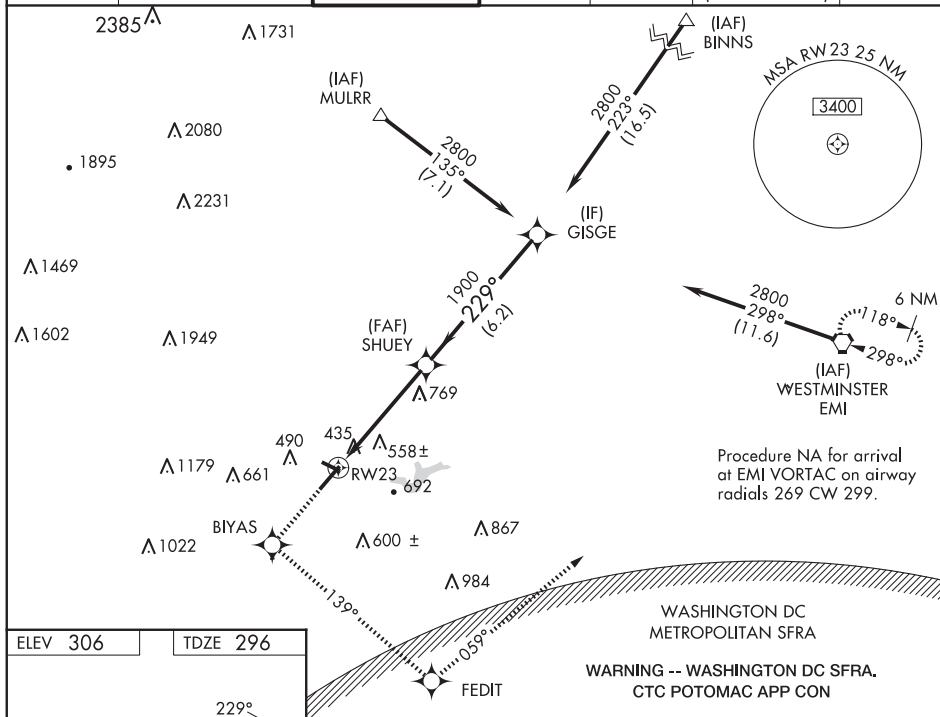 2385
1731
(IAF)
BINNS
MSA RW 23 25 NM
3400
(IAF)
MULRR
2800
223°
(16.5)
2080
1895
2800
135°
(7.1)
2231
(IF)
GISGE
1469
1900
229°
(6.2)
2800
298°
(11.6)
6 NM
118°
298°
1602
1949
(FAF)
SHUEY
(IAF)
WESTMINSTER
EMI
769
490
435
558 ±
1179
661
RW23
692
Procedure NA for arrival
at EMI VORTAC on airway
radials 269 CW 299.
BIYAS
1022
600 ±
867
984
139°
059°
WASHINGTON DC
METROPOLITAN SFRA
ELEV 306
TDZE 296
WARNING -- WASHINGTON DC SFRA.
CTC POTOMAC APP CON
FEDIT
229°